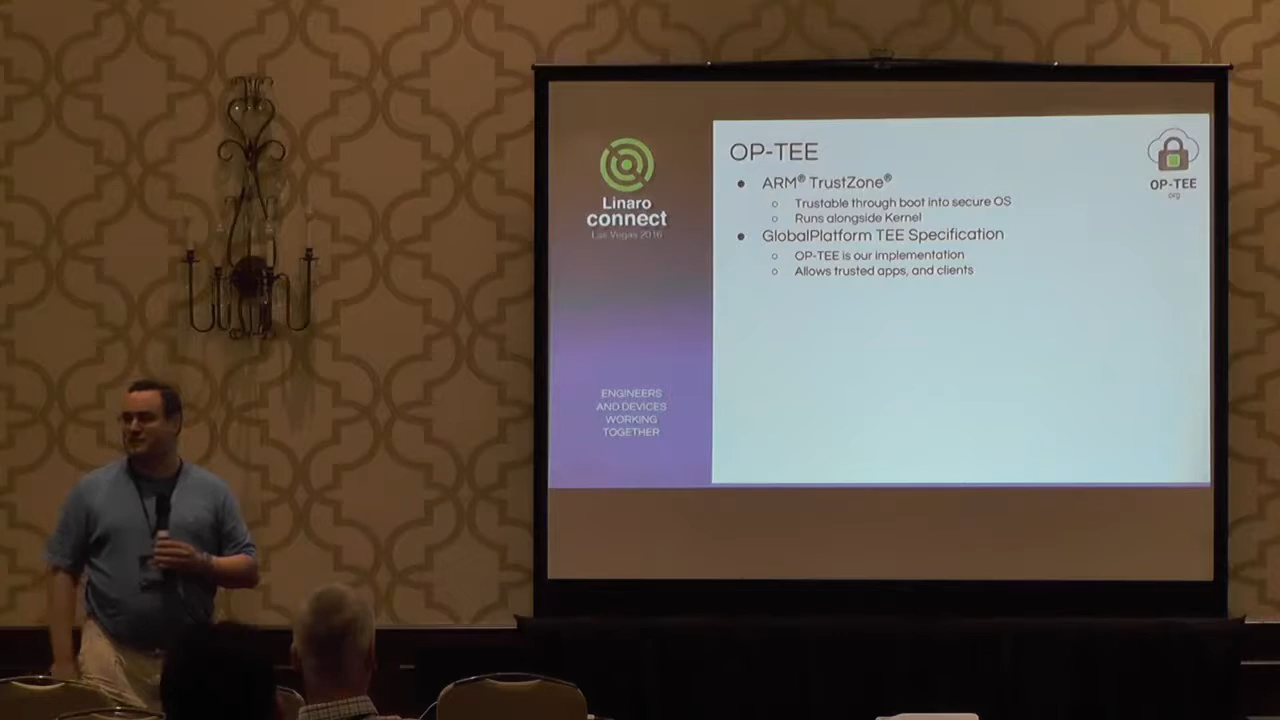 Linaro
connect
Las Vegas 2016
ENGINEERS
AND DEVICES
WORKING
TOGETHER
OP-TEE
● ARM® TrustZone®
○ Trustable through boot into secure OS
○ Runs alongside Kernel
● GlobalPlatform TEE Specification
○ OP-TEE is our implementation
○ Allows trusted apps, and clients
OP-TEE
org